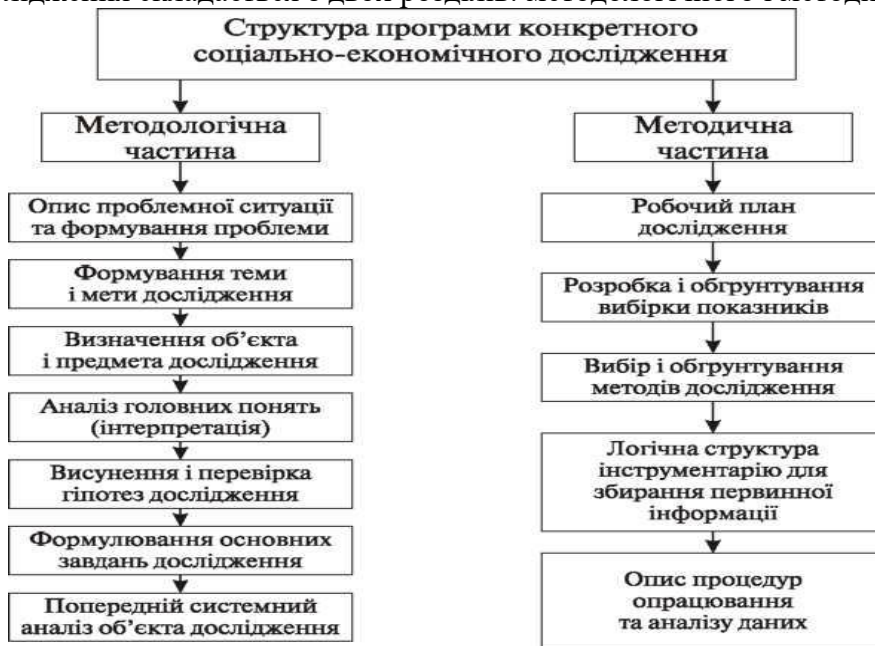 Структура програми конкретного
соціально-економічного дослідження
Методологічна
частина
Опис проблемної ситуації
та формування проблеми
Формування теми
і мети дослідження
Визначення об’єкта
і предмета дослідження
Аналіз головних понять
(інтерпретація)
Висунення і перевірка
гіпотез дослідження
Формулювання основних
завдань дослідження
Попередній системний
аналіз об’єкта дослідження
Методична
частина
Робочий план
дослідження
Розробка і обгрунтування
вибірки показників
Вибір і обгрунтування
методів дослідження
Логічна структура
інструментарію для
збирання первинної
інформації
Опис процедур
опрацювання
та аналізу даних